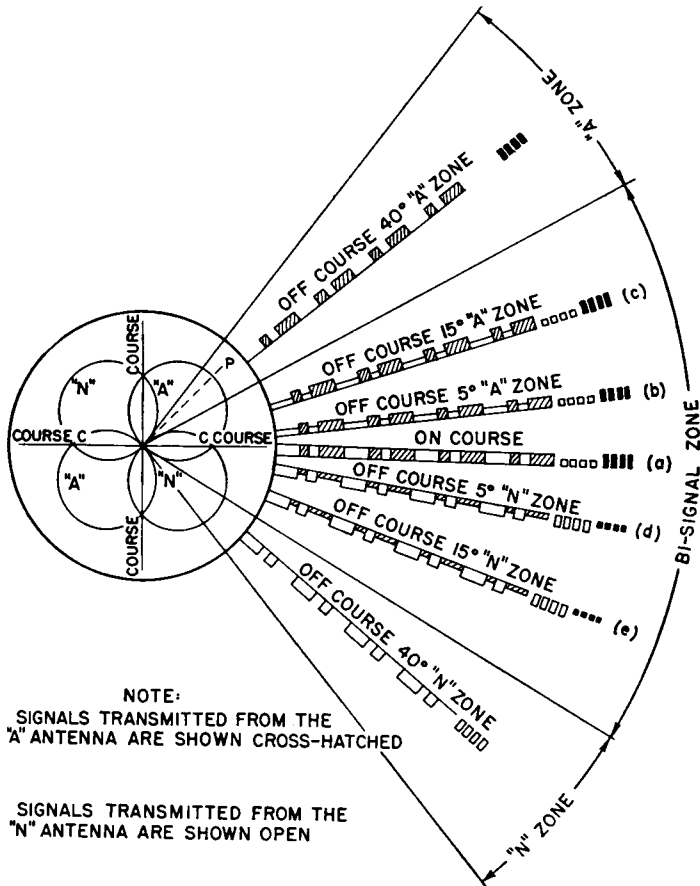 "A" ZONE
OFF COURSE 40° "A" ZONE
OFF COURSE 15° "A" ZONE
(c)
OFF COURSE 5° "A" ZONE
(b)
ON COURSE
(a)
OFF COURSE 5° "N" ZONE
(d)
OFF COURSE 15° "N" ZONE
(e)
OFF COURSE 40° "N" ZONE
BI-SIGNAL ZONE
"N" ZONE
COURSE
P
"N"
"A"
COURSE C
C COURSE
"A"
"N"
COURSE
NOTE:
SIGNALS TRANSMITTED FROM THE
"A" ANTENNA ARE SHOWN CROSS-HATCHED
SIGNALS TRANSMITTED FROM THE
"N" ANTENNA ARE SHOWN OPEN